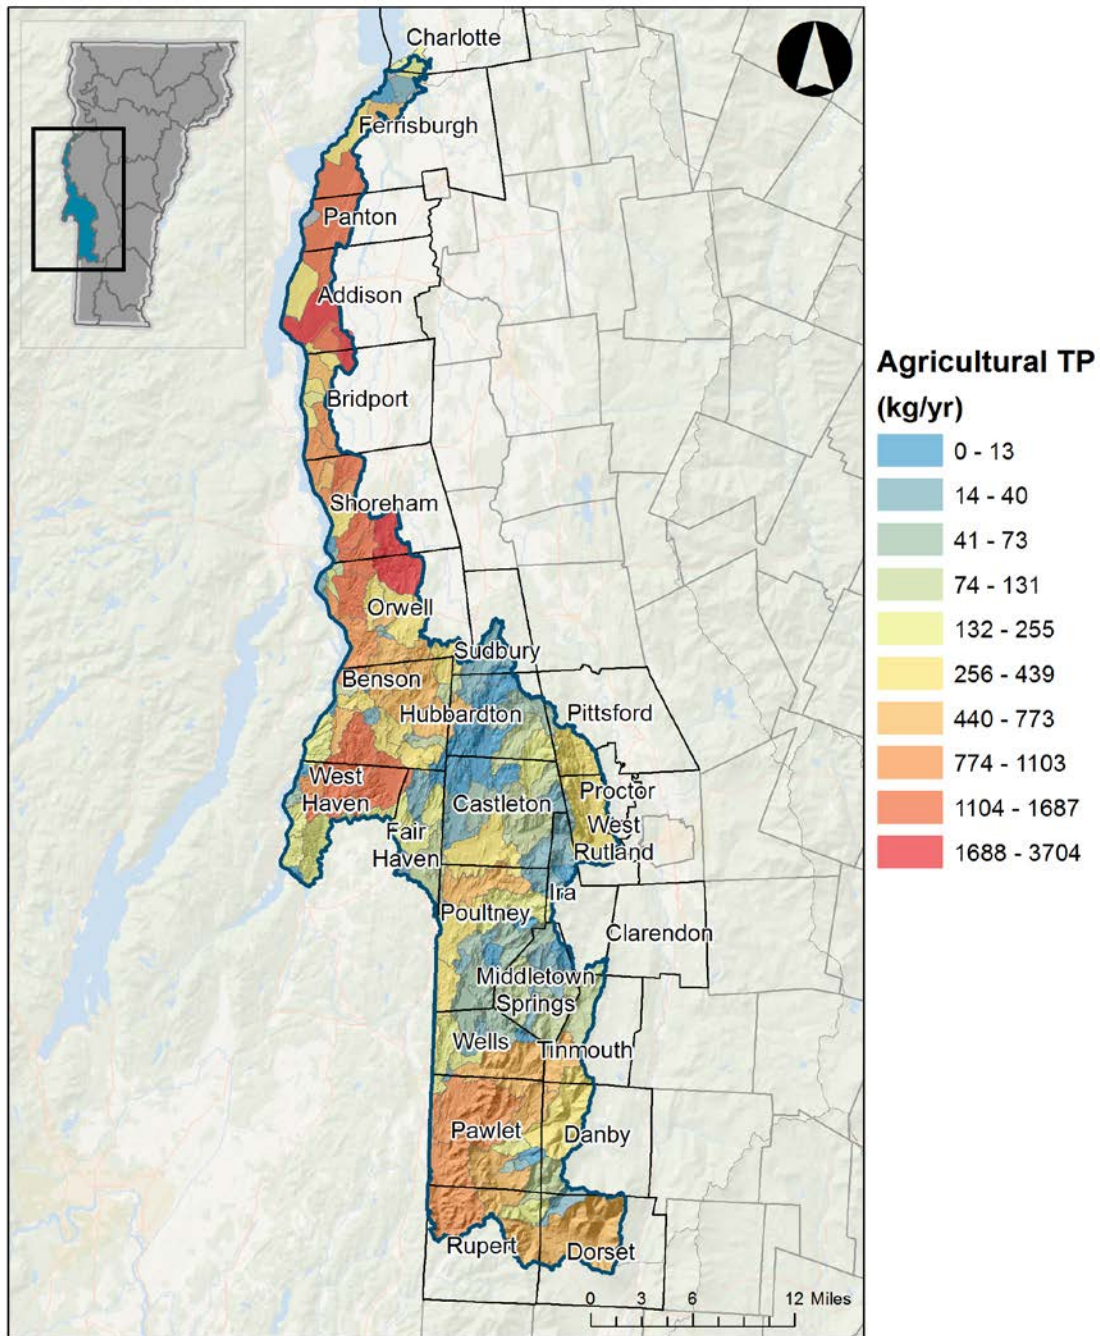 Charlotte
Ferrisburgh
Panton
Addison
Bridport
Shoreham
Orwell
Sudbury
Benson
Hubbardton
Pittsford
West
Haven
Castleton
Proctor
Fair
Haven
West
Rutland
Ira
Poultney
Clarendon
Middletown
Springs
Wells
Tinmouth
Pawlet
Danby
Rupert
Dorset
0 3 6 12 Miles
Agricultural TP
(kg/yr)
0 - 13
14 - 40
41 - 73
74 - 131
132 - 255
256 - 439
440 - 773
774 - 1103
1104 - 1687
1688 - 3704